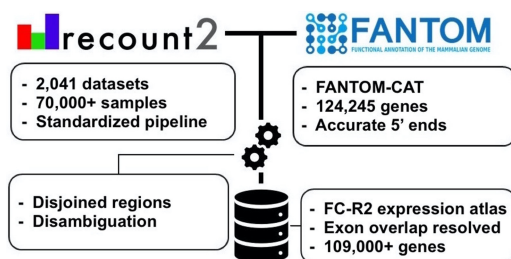 recount2
FANTOM
FUNCTIONAL ANNOTATION OF THE MAMMALIAN GENOME
- 2,041 datasets
- 70,000+ samples
- Standardized pipeline
- FANTOM-CAT
- 124,245 genes
- Accurate 5' ends
- Disjoined regions
- Disambiguation
- FC-R2 expression atlas
- Exon overlap resolved
- 109,000+ genes